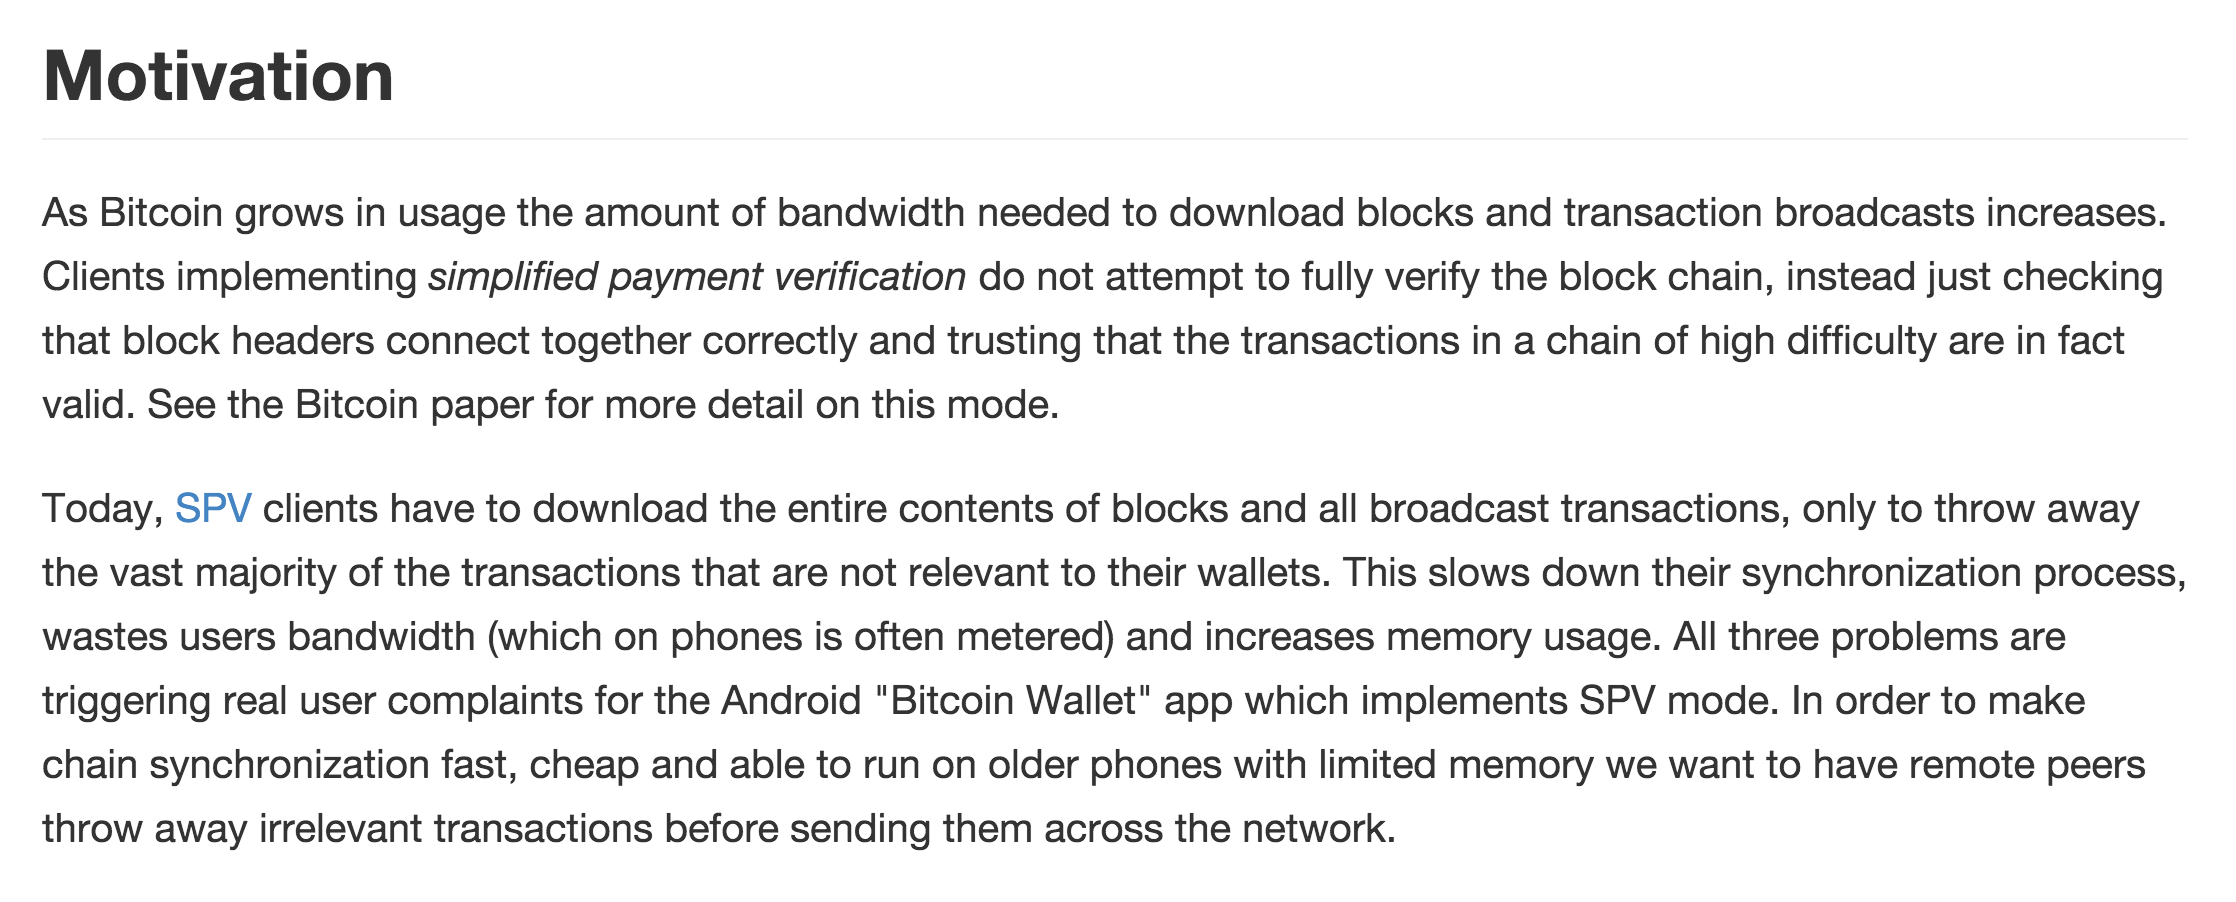 Motivation
As Bitcoin grows in usage the amount of bandwidth needed to download blocks and transaction broadcasts increases.
Clients implementing simplified payment verification do not attempt to fully verify the block chain, instead just checking
that block headers connect together correctly and trusting that the transactions in a chain of high difficulty are in fact
valid. See the Bitcoin paper for more detail on this mode.
Today, SPV clients have to download the entire contents of blocks and all broadcast transactions, only to throw away
the vast majority of the transactions that are not relevant to their wallets. This slows down their synchronization process,
wastes users bandwidth (which on phones is often metered) and increases memory usage. All three problems are
triggering real user complaints for the Android "Bitcoin Wallet" app which implements SPV mode. In order to make
chain synchronization fast, cheap and able to run on older phones with limited memory we want to have remote peers
throw away irrelevant transactions before sending them across the network.